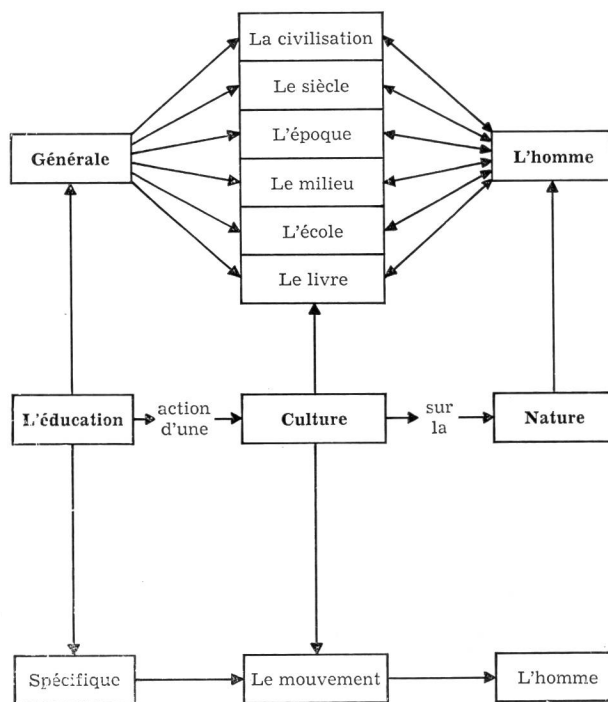 La civilisation
Le siècle
L'époque
Générale
L'homme
Le milieu
L'école
Le livre
L'éducation
action
d'une
Culture
sur
la
Nature
Spécifique
Le mouvement
L'homme